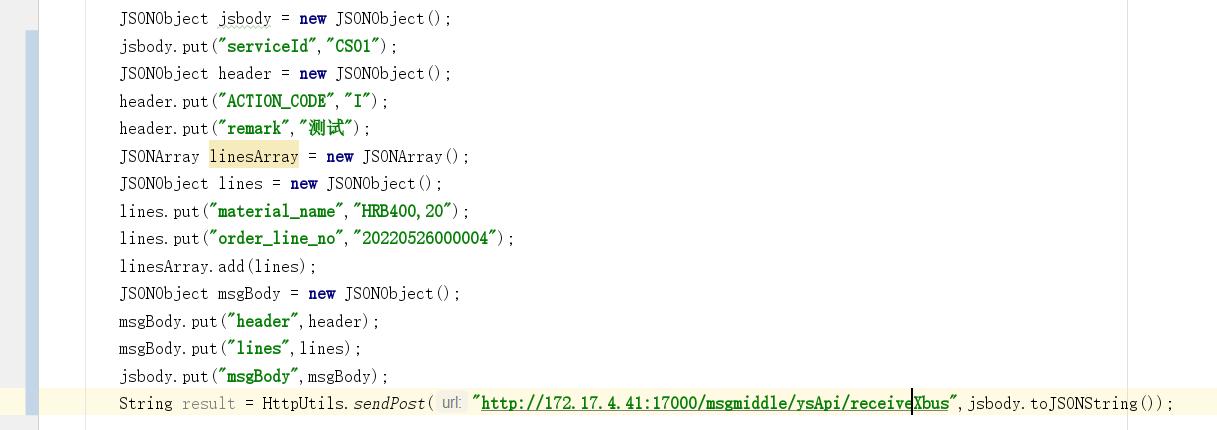 JSONObject jsbody = new JSONObject();
jsbody.put("serviceId","CS01");
JSONObject header = new JSONObject();
header.put("ACTION_CODE","I");
header.put("remark","测试");
JSONArray linesArray = new JSONArray();
JSONObject lines = new JSONObject();
lines.put("material_name","HRB400,20");
lines.put("order_line_no","20220526000004");
linesArray.add(lines);
JSONObject msgBody = new JSONObject();
msgBody.put("header",header);
msgBody.put("lines",lines);
jsbody.put("msgBody",msgBody);
String result = HttpUtils.sendPost( url: "http://172.17.4.41:17000/msgmiddle/ysApi/receiveXbus",jsbody.toJSONString());